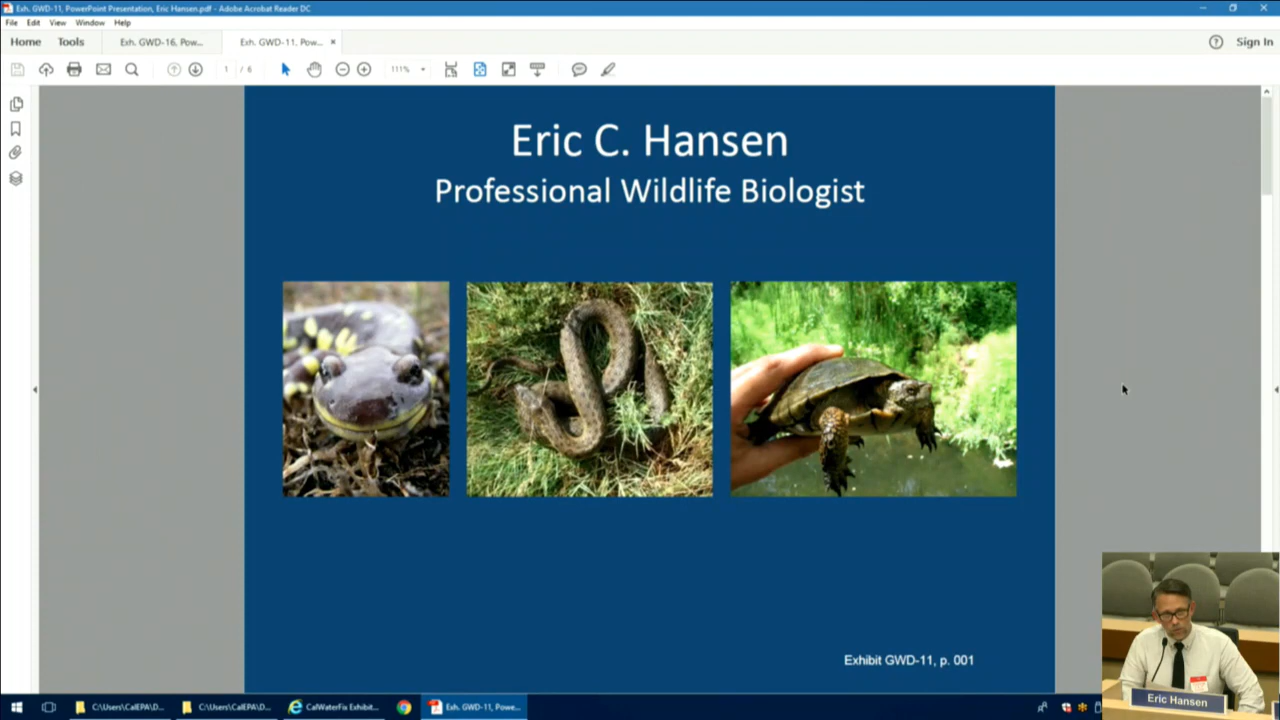 Exh. GWD-11, PowerPoint Presentation, Eric Hansen.pdf - Adobe Acrobat Reader DC
File Edit View Window Help
Home Tools Exh. GWD-16, Pow... Exh. GWD-11. Pow... × Sign In
1 / 6 111%
Eric C. Hansen
Professional Wildlife Biologist
Exhibit GWD-11, p. 001
Eric Hansen
C:\Users\CalEPA\D... C:\Users\CalEPA\D... CalWaterFix Exhibit... Exh. GWD-11, Powe...